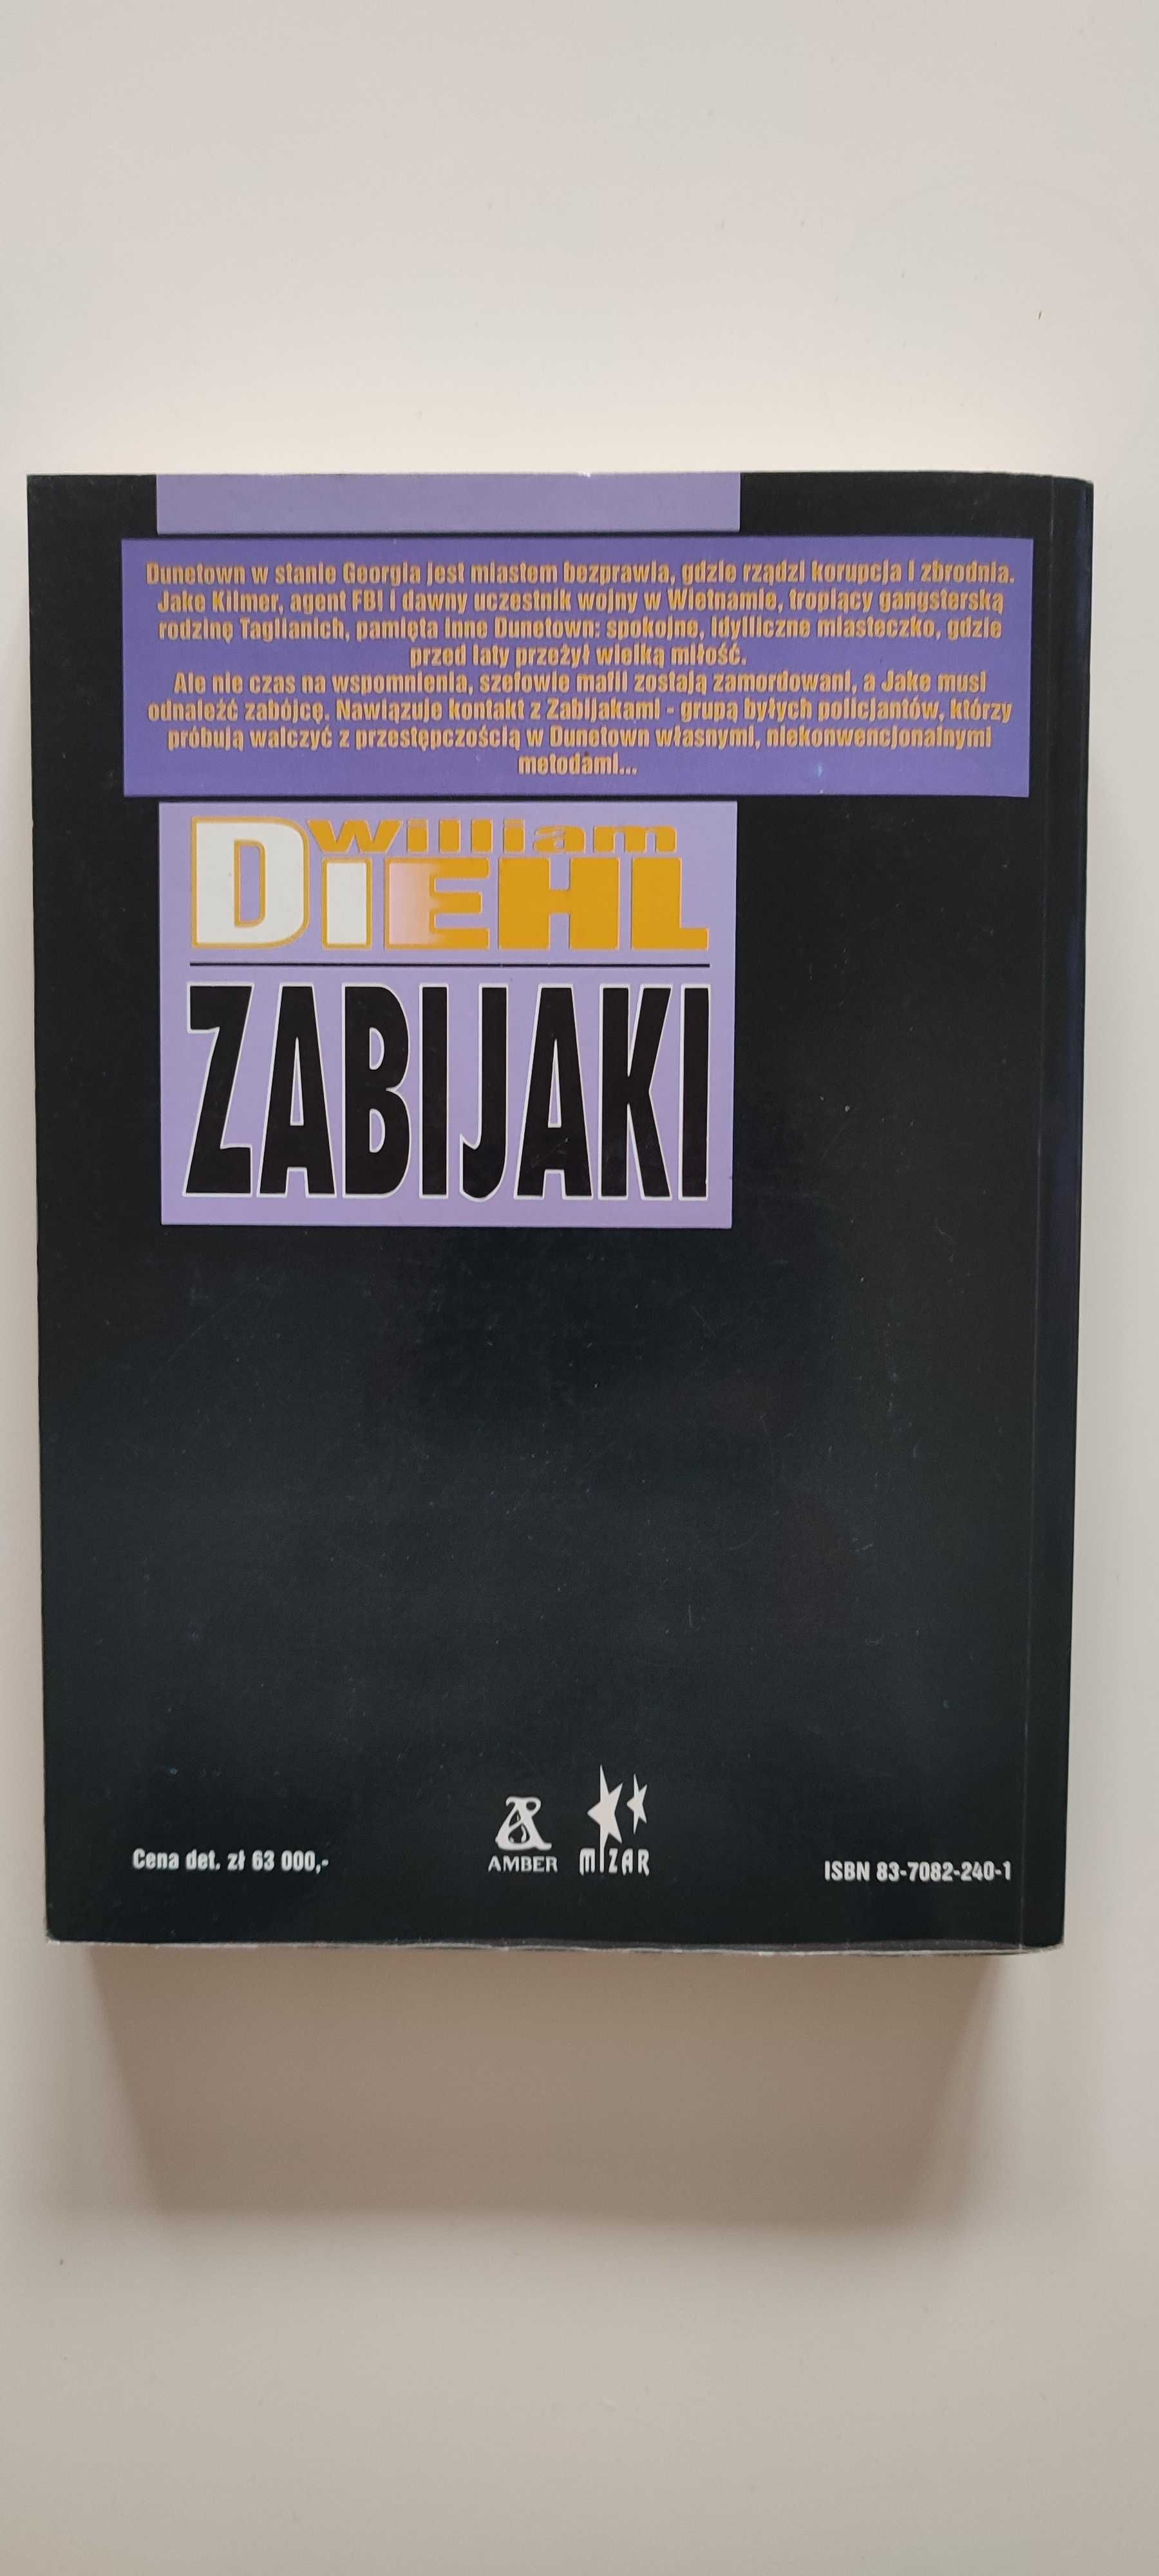 Dunetown w stanie Georgia jest miastem bezprawia, gdzie rządzi korupcja i zbrodnia.
Jake Kilmer, agent FBI i dawny uczestnik wojny w Wietnamie, tropiący gangsterską
rodzinę Taglianich, pamięta inne Dunetown: spokojne, idylliczne miasteczko, gdzie
przed laty przeżył wielką miłość.
Ale nie czas na wspomnienia, szefowie mafii zostają zamordowani, a Jake musi
odnaleźć zabójcę. Nawiązuje kontakt z Zabijakami - grupą byłych policjantów, którzy
próbują walczyć z przestępczością w Dunetown własnymi, niekonwencjonalnymi
metodami...
William
DiEHL
ZABIJAKI
Cena det. zł 63 000,-
AMBER
MIZAR
ISBN 83-7082-240-1